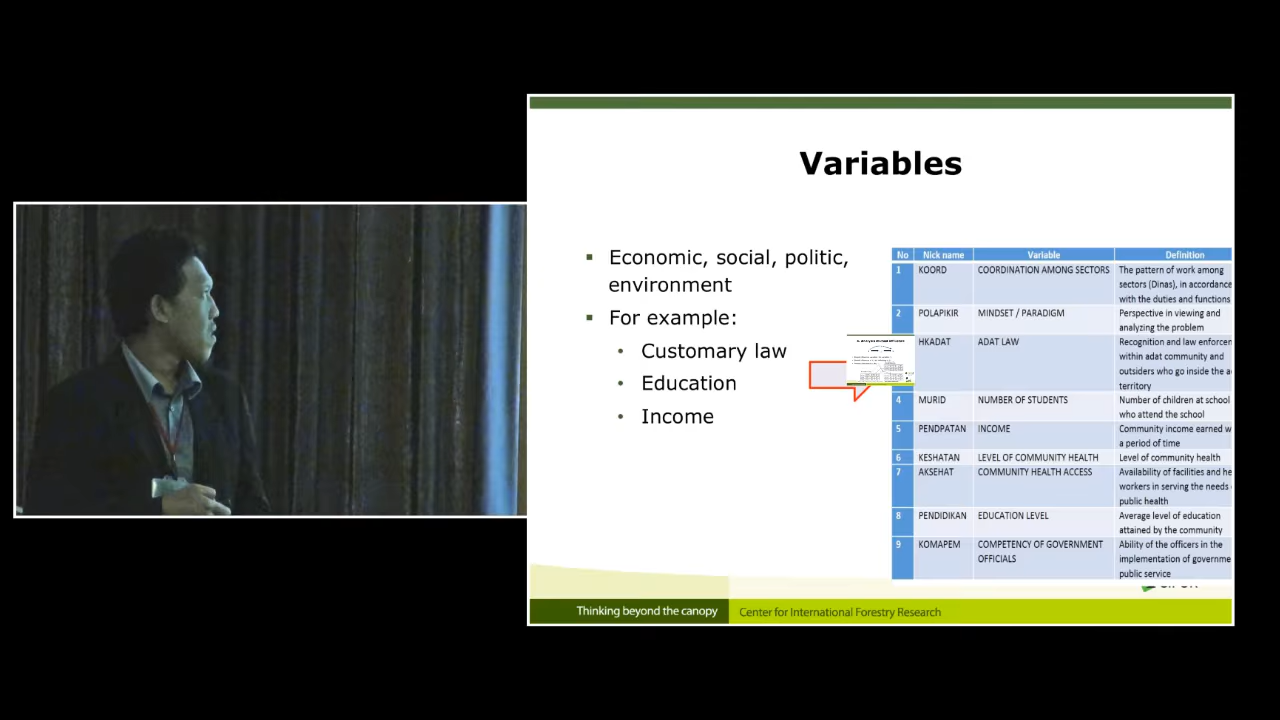 Variables
Economic, social, politic,
environment
For example:
Customary law
Education
Income
No Nick name Variable Definition
1 KOORD COORDINATION AMONG SECTORS The pattern of work among
sectors (Dinas), in accordance
with the duties and functions
2 POLAPIKIR MINDSET / PARADIGM Perspective in viewing and
analyzing the problem
HKADAT ADAT LAW Recognition and law enforcen
within adat community and
outsiders who go inside the a
territory
4 MURID NUMBER OF STUDENTS Number of children at school
who attend the school
5 PENDPATAN INCOME Community income earned w
a period of time
6 KESHATAN LEVEL OF COMMUNITY HEALTH Level of community health
7 AKSEHAT COMMUNITY HEALTH ACCESS Availability of facilities and he
workers in serving the needs
public health
8 PENDIDIKAN EDUCATION LEVEL Average level of education
attained by the community
9 KOMAPEM COMPETENCY OF GOVERNMENT Ability of the officers in the
OFFICIALS implementation of governme
public service
Thinking beyond the canopy Center for International Forestry Research